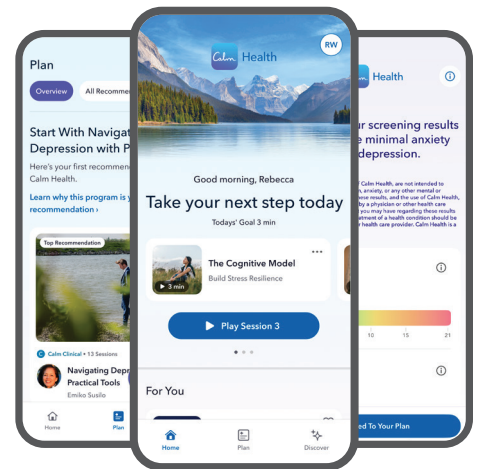 Plan
Overview
All Recomme
Start With Navigat
Depression with P
Here's your first recommen
Calm Health.
Learn why this program is y
recommendation ›
Top Recommendation
C Calm Clinical • 13 Sessions
Navigating Depr
Practical Tools
Emiko Susilo
Home
Plan
RW
Calm Health
Good morning, Rebecca
Take your next step today
Todays' Goal 3 min
3 min
The Cognitive Model
Build Stress Resilience
Play Session 3
For You
Home
Plan
Discover
Health
ur screening results
e minimal anxiety
depression.
f Calm Health, are not intended to
n, anxiety, or any other mental or
hese results, and the use of Calm Health,
by a physician or other health care
you may have regarding these results
atment of a health condition should be
r health care provider. Calm Health is a
10
15
21
ed To Your Plan